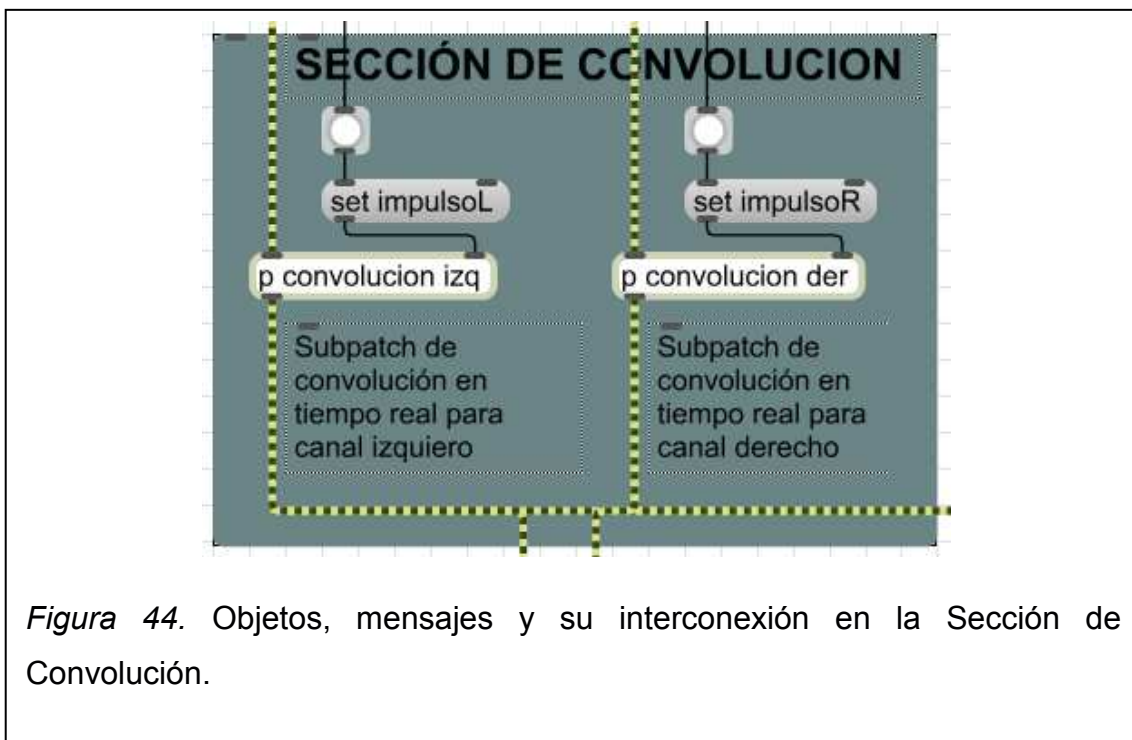 SECCIÓN DE CONVOLUCION
set impulsoL
set impulsoR
p convolucion izq
p convolucion der
Subpatch de
convolución en
tiempo real para
canal izquiero
Subpatch de
convolución en
tiempo real para
canal derecho
Figura 44. Objetos, mensajes y su interconexión en la Sección de
Convolución.